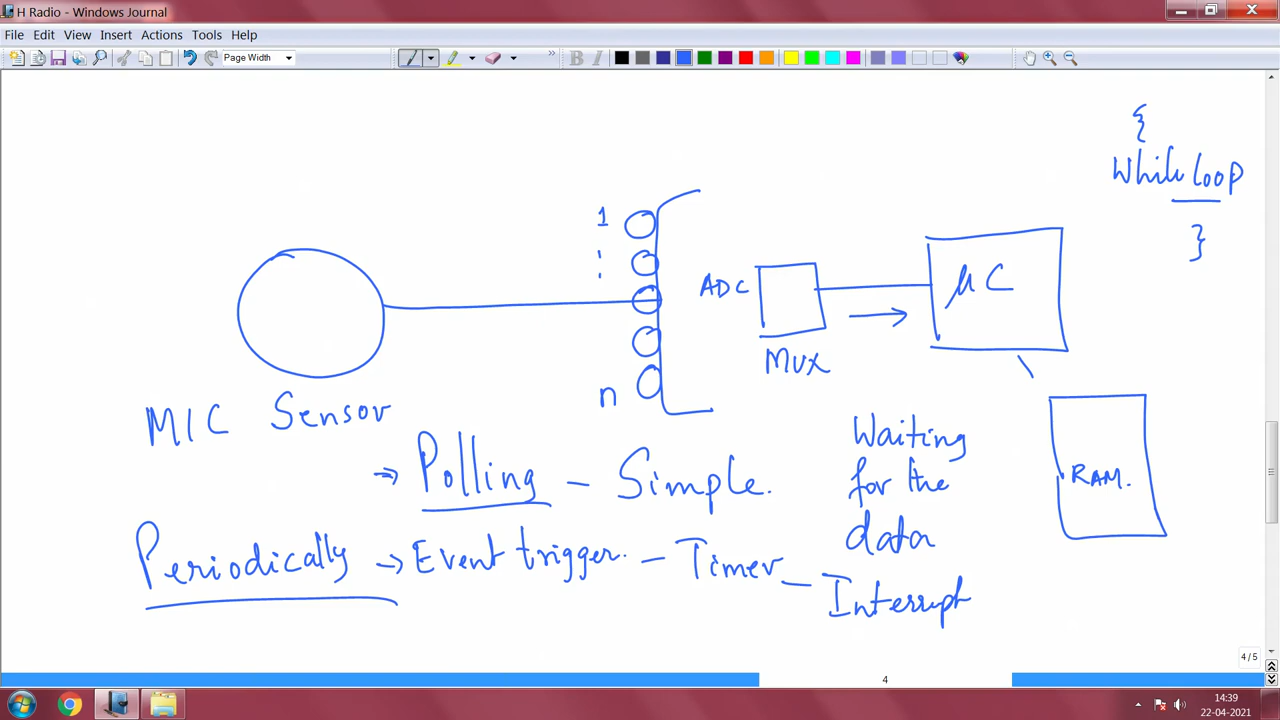 H Radio - Windows Journal
File Edit View Insert Actions Tools Help
Page Width
{
While loop
}
1
n
ADC
MUX
μC
MIC Sensor
RAM.
Waiting
for the
data
→ Polling - Simple.
Periodically → Event trigger. - Timer - Interrupt
4/5
4
14:39
22-04-2021